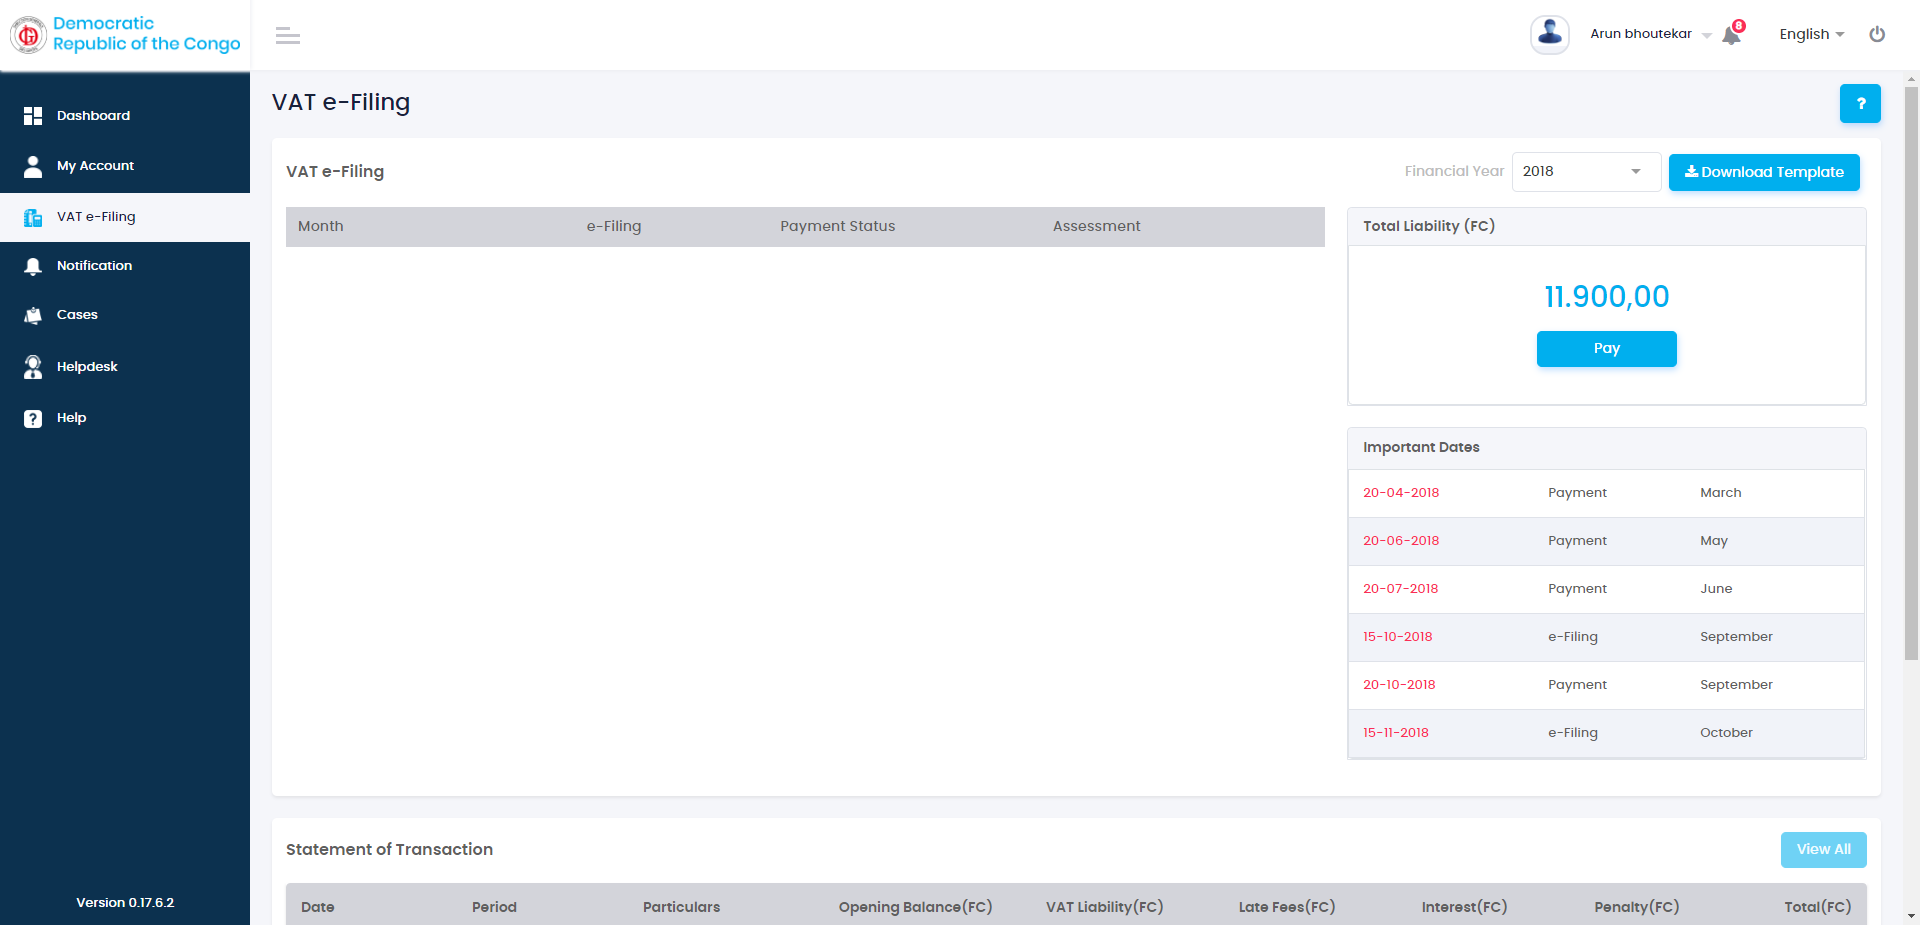 Democratic
Republic of the Congo
Arun bhoutekar
8
English
Dashboard
My Account
VAT e-Filing
Notification
Cases
Helpdesk
? Help
Version 0.17.6.2
VAT e-Filing
?
VAT e-Filing
Financial Year 2018 Download Template
Month e-Filing Payment Status Assessment
Total Liability (FC)
11.900,00
Pay
Important Dates
20-04-2018 Payment March
20-06-2018 Payment May
20-07-2018 Payment June
15-10-2018 e-Filing September
20-10-2018 Payment September
15-11-2018 e-Filing October
Statement of Transaction
View All
Date Period Particulars Opening Balance(FC) VAT Liability(FC) Late Fees(FC) Interest(FC) Penalty(FC) Total(FC)